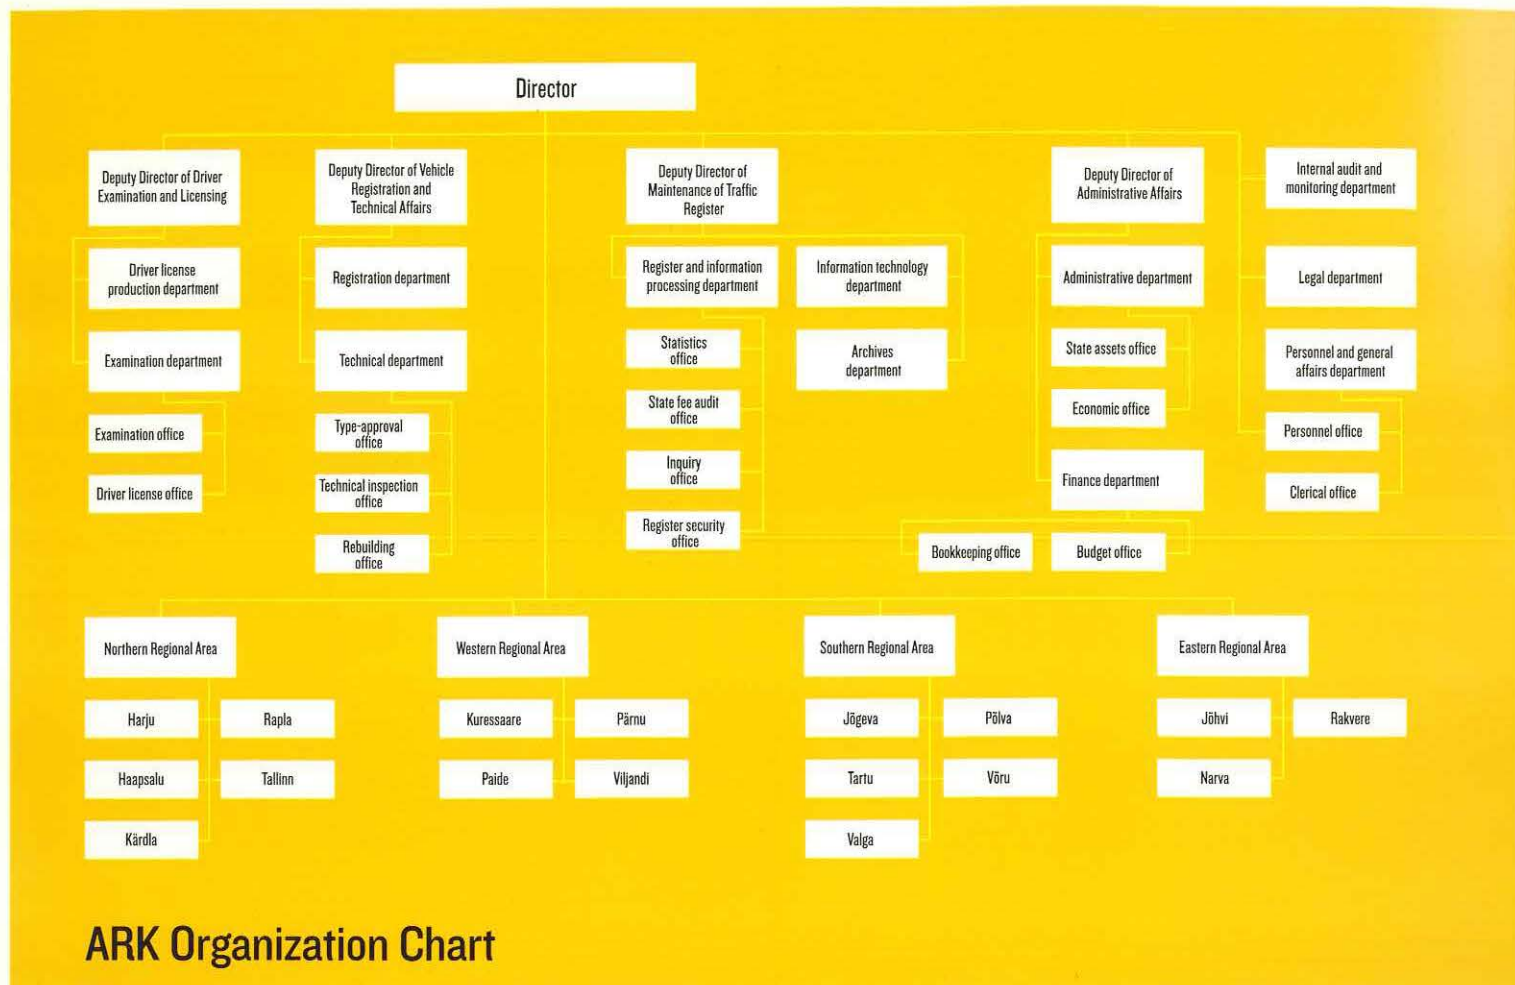 Director
Deputy Director of Driver
Examination and Licensing
Deputy Director of Vehicle
Registration and
Technical Affairs
Deputy Director of
Maintenance of Traffic
Register
Deputy Director of
Administrative Affairs
Internal audit and
monitoring department
Driver license
production department
Registration department
Register and information
processing department
Information technology
department
Administrative department
Legal department
Examination department
Technical department
Statistics
office
Archives
department
State assets office
Personnel and general
affairs department
Examination office
Type-approval
office
State fee audit
office
Economic office
Personnel office
Driver license office
Technical inspection
office
Inquiry
office
Finance department
Clerical office
Rebuilding
office
Register security
office
Bookkeeping office
Budget office
Northern Regional Area
Western Regional Area
Southern Regional Area
Eastern Regional Area
Harju
Rapla
Kuressaare
Pärnu
Jõgeva
Põlva
Jõhvi
Rakvere
Haapsalu
Tallinn
Paide
Viljandi
Tartu
Võru
Narva
Kärdla
Valga
ARK Organization Chart